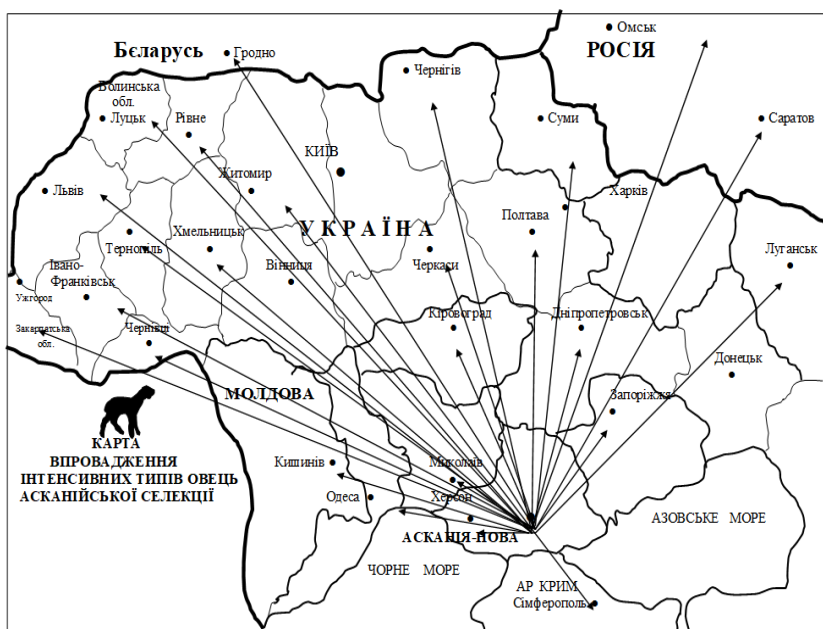 Омськ
Бєларусь
Гродно
РОСІЯ
Чернігів
Волинська
обл.
Луцьк
Рівне
Суми
Саратов
КИЇВ
Житомир
Львів
Харків
Полтава
УКРАЇНА
Хмельницьк
Тернопіль
Черкаси
Луганськ
Івано-
Франківськ
Вінниця
Ужгород
Закарпатська
обл.
Чернівці
Кіровоград
Дніпропетровськ
Донецьк
МОЛДОВА
Запоріжжя
КАРТА
ВПРОВАДЖЕННЯ
ІНТЕНСИВНИХ ТИПІВ ОВЕЦЬ
АСКАНІЙСЬКОЇ СЕЛЕКЦІЇ
Кишинів
Миколаїв
Одеса
Херсон
АСКАНІЯ-НОВА
АЗОВСЬКЕ МОРЕ
ЧОРНЕ МОРЕ
АР КРИМ
Сімферополь